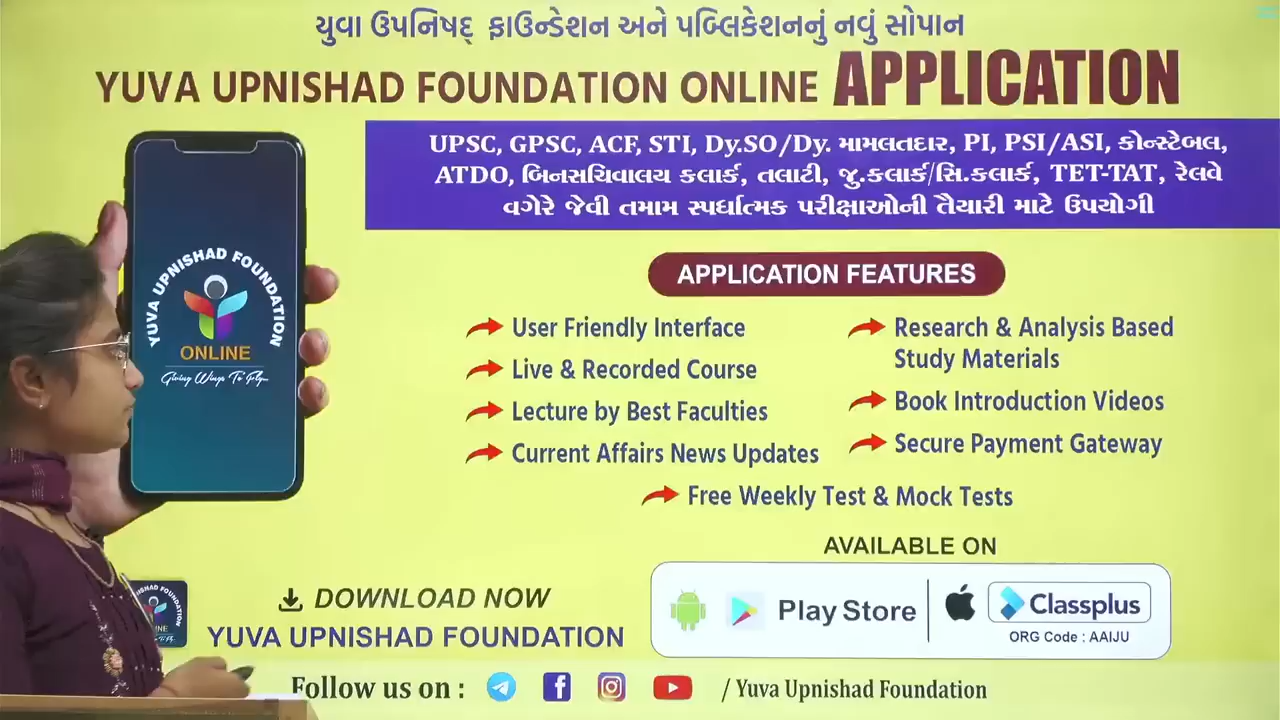 યુવા ઉપનિષદ્ ફાઉન્ડેશન અને પબ્લિકેશનનું નવું સોપાન
YUVA UPNISHAD FOUNDATION ONLINE APPLICATION
UPSC, GPSC, ACF, STI, Dy.SO/Dy. મામલતદાર, PI, PSI/ASI, કોન્સ્ટેબલ,
ATDO, બિનસચિવાલય કલાર્ક, તલાટી, જુ.કલાર્ક/સિ.કલાર્ક, TET-TAT, રેલવે
વગેરે જેવી તમામ સ્પર્ધાત્મક પરીક્ષાઓની તૈયારી માટે ઉપયોગી
YUVA UPNISHAD FOUNDATION
ONLINE
Giving Wings To Fly...
APPLICATION FEATURES
User Friendly Interface
Live & Recorded Course
Lecture by Best Faculties
Current Affairs News Updates
Research & Analysis Based
Study Materials
Book Introduction Videos
Secure Payment Gateway
Free Weekly Test & Mock Tests
AVAILABLE ON
Play Store
Classplus
ORG Code : AAIJU
DOWNLOAD NOW
YUVA UPNISHAD FOUNDATION
Follow us on : / Yuva Upnishad Foundation